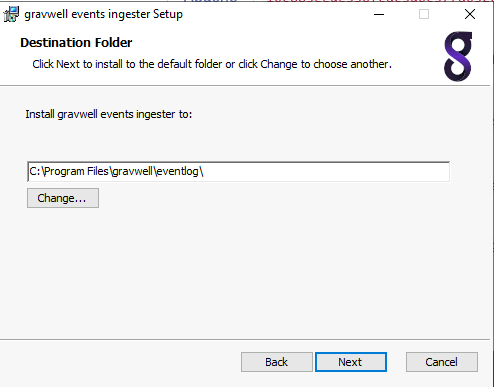 gravwell events ingester Setup
Destination Folder
Click Next to install to the default folder or click Change to choose another.
Install gravwell events ingester to:
C:\Program Files\gravwell\eventlog\
Change...
Back
Next
Cancel